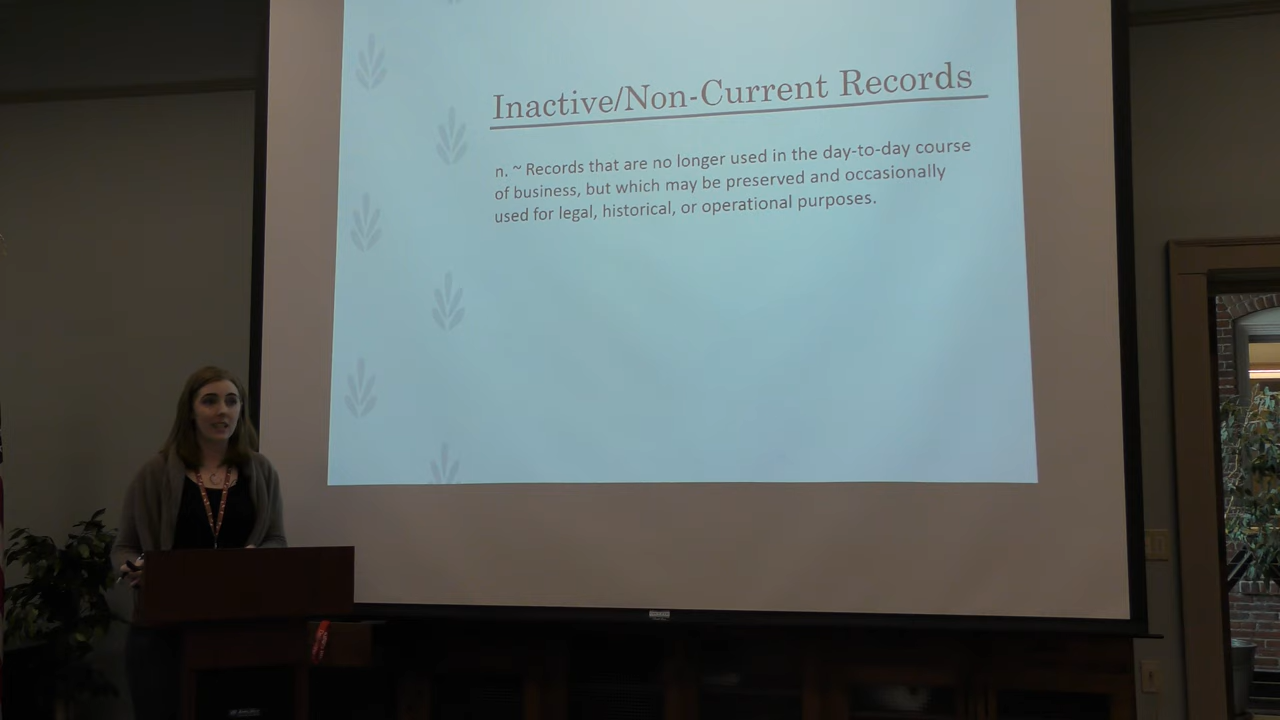 Inactive/Non-Current Records
n. ~ Records that are no longer used in the day-to-day course
of business, but which may be preserved and occasionally
used for legal, historical, or operational purposes.